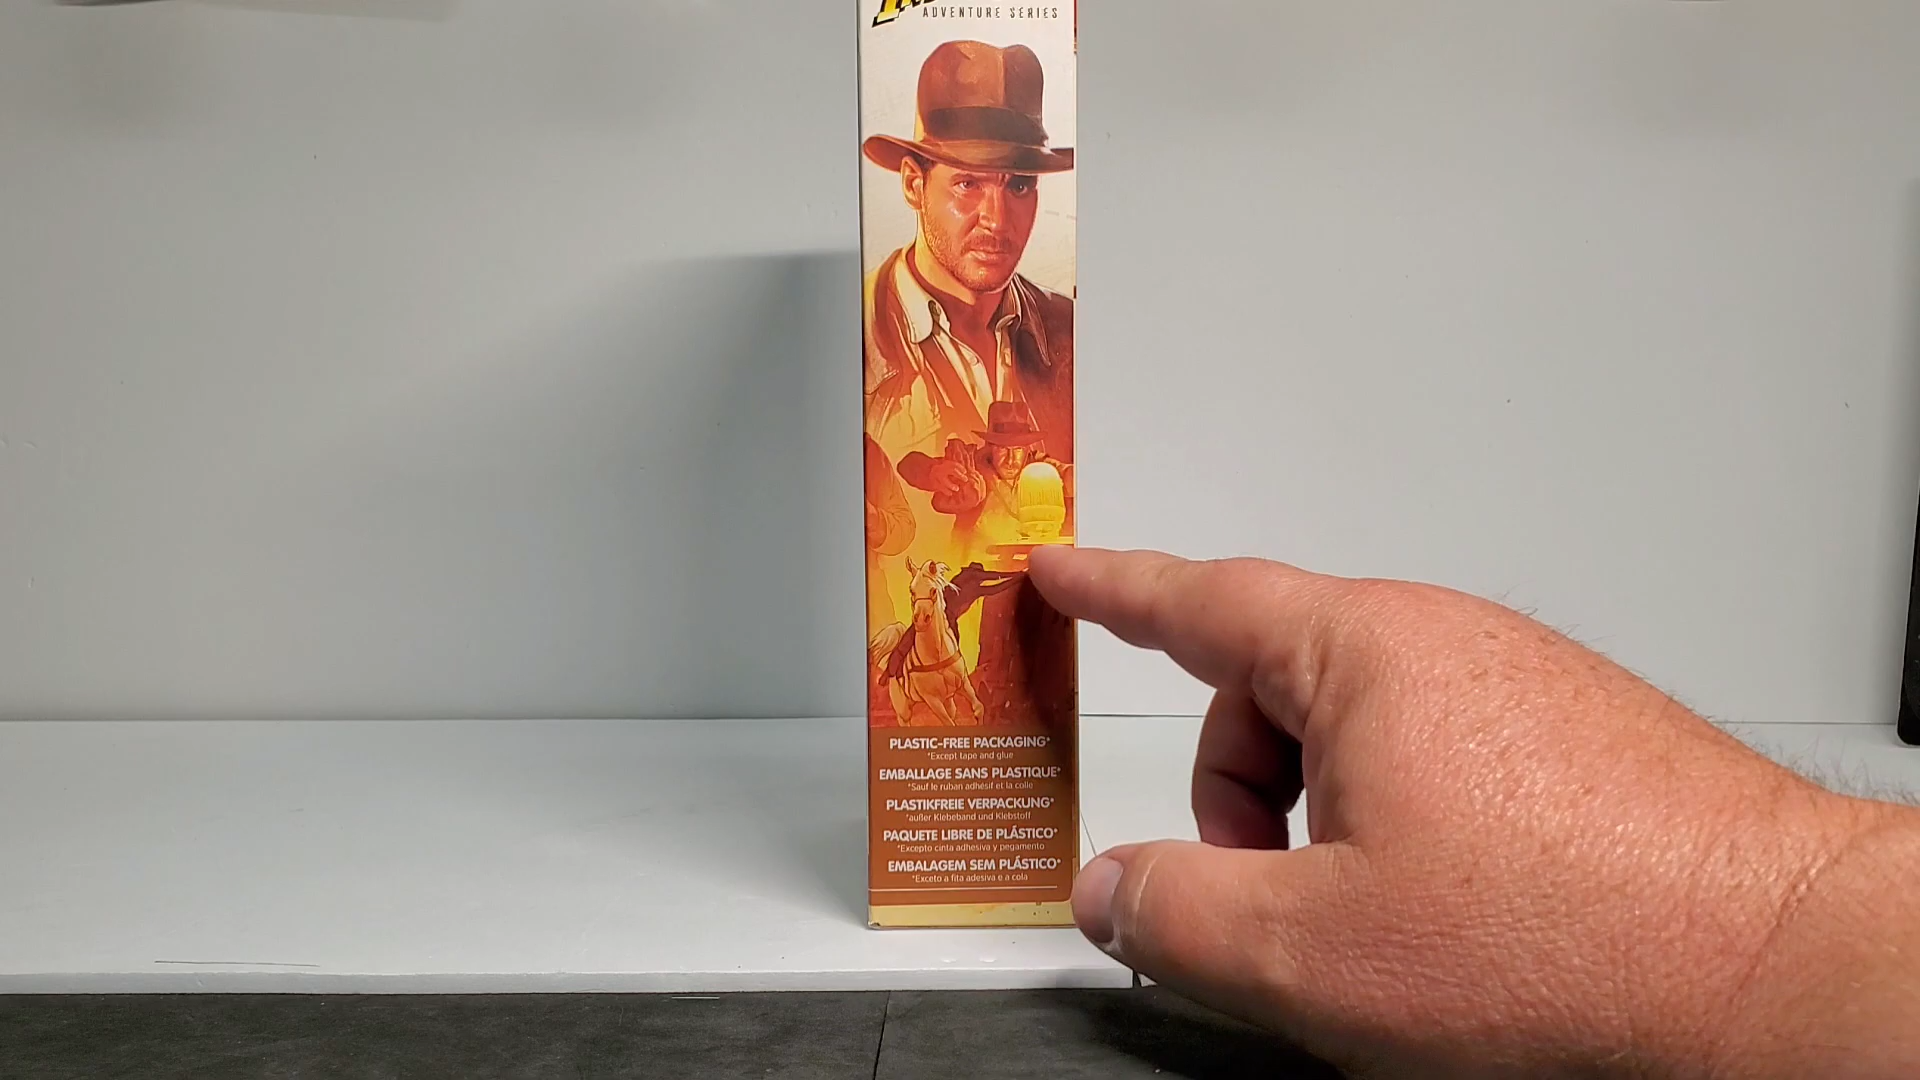 ADVENTURE SERIES
PLASTIC-FREE PACKAGING*
*Except tape and glue
EMBALLAGE SANS PLASTIQUE*
*Sauf le ruban adhésif et la colle
PLASTIKFREIE VERPACKUNG*
*außer Klebeband und Klebstoff
PAQUETE LIBRE DE PLÁSTICO*
*Excepto cinta adhesiva y pegamento
EMBALAGEM SEM PLÁSTICO*
*Exceto a fita adesiva e a cola